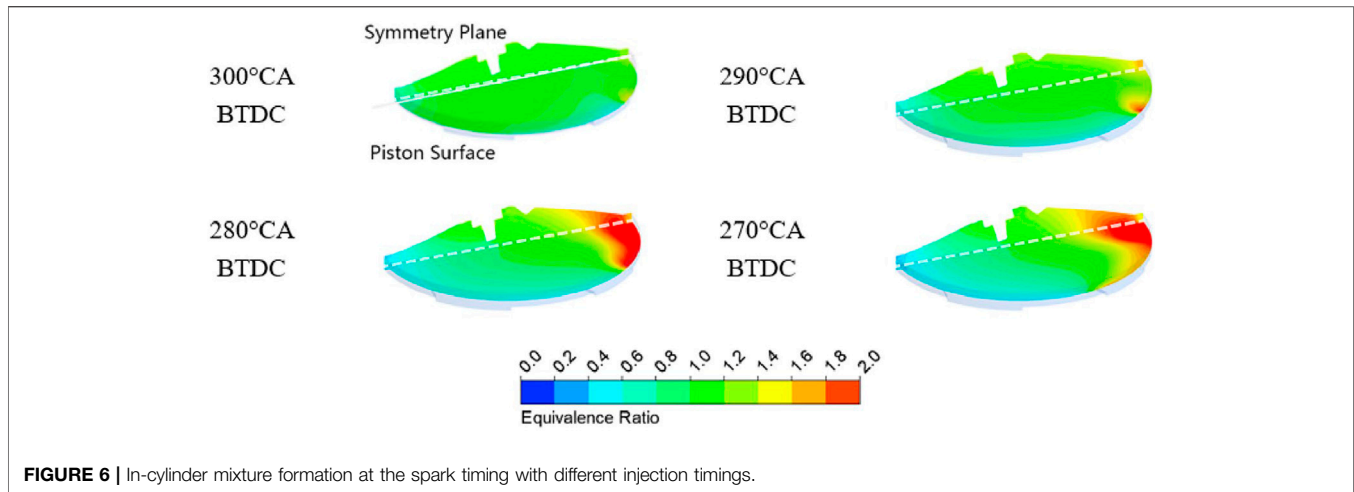 Symmetry Plane
300°CA
BTDC
Piston Surface
290°CA
BTDC
280°CA
BTDC
270°CA
BTDC
0.0 0.2 0.4 0.6 0.8 1.0 1.2 1.4 1.6 1.8 2.0
Equivalence Ratio
FIGURE 6 | In-cylinder mixture formation at the spark timing with different injection timings.